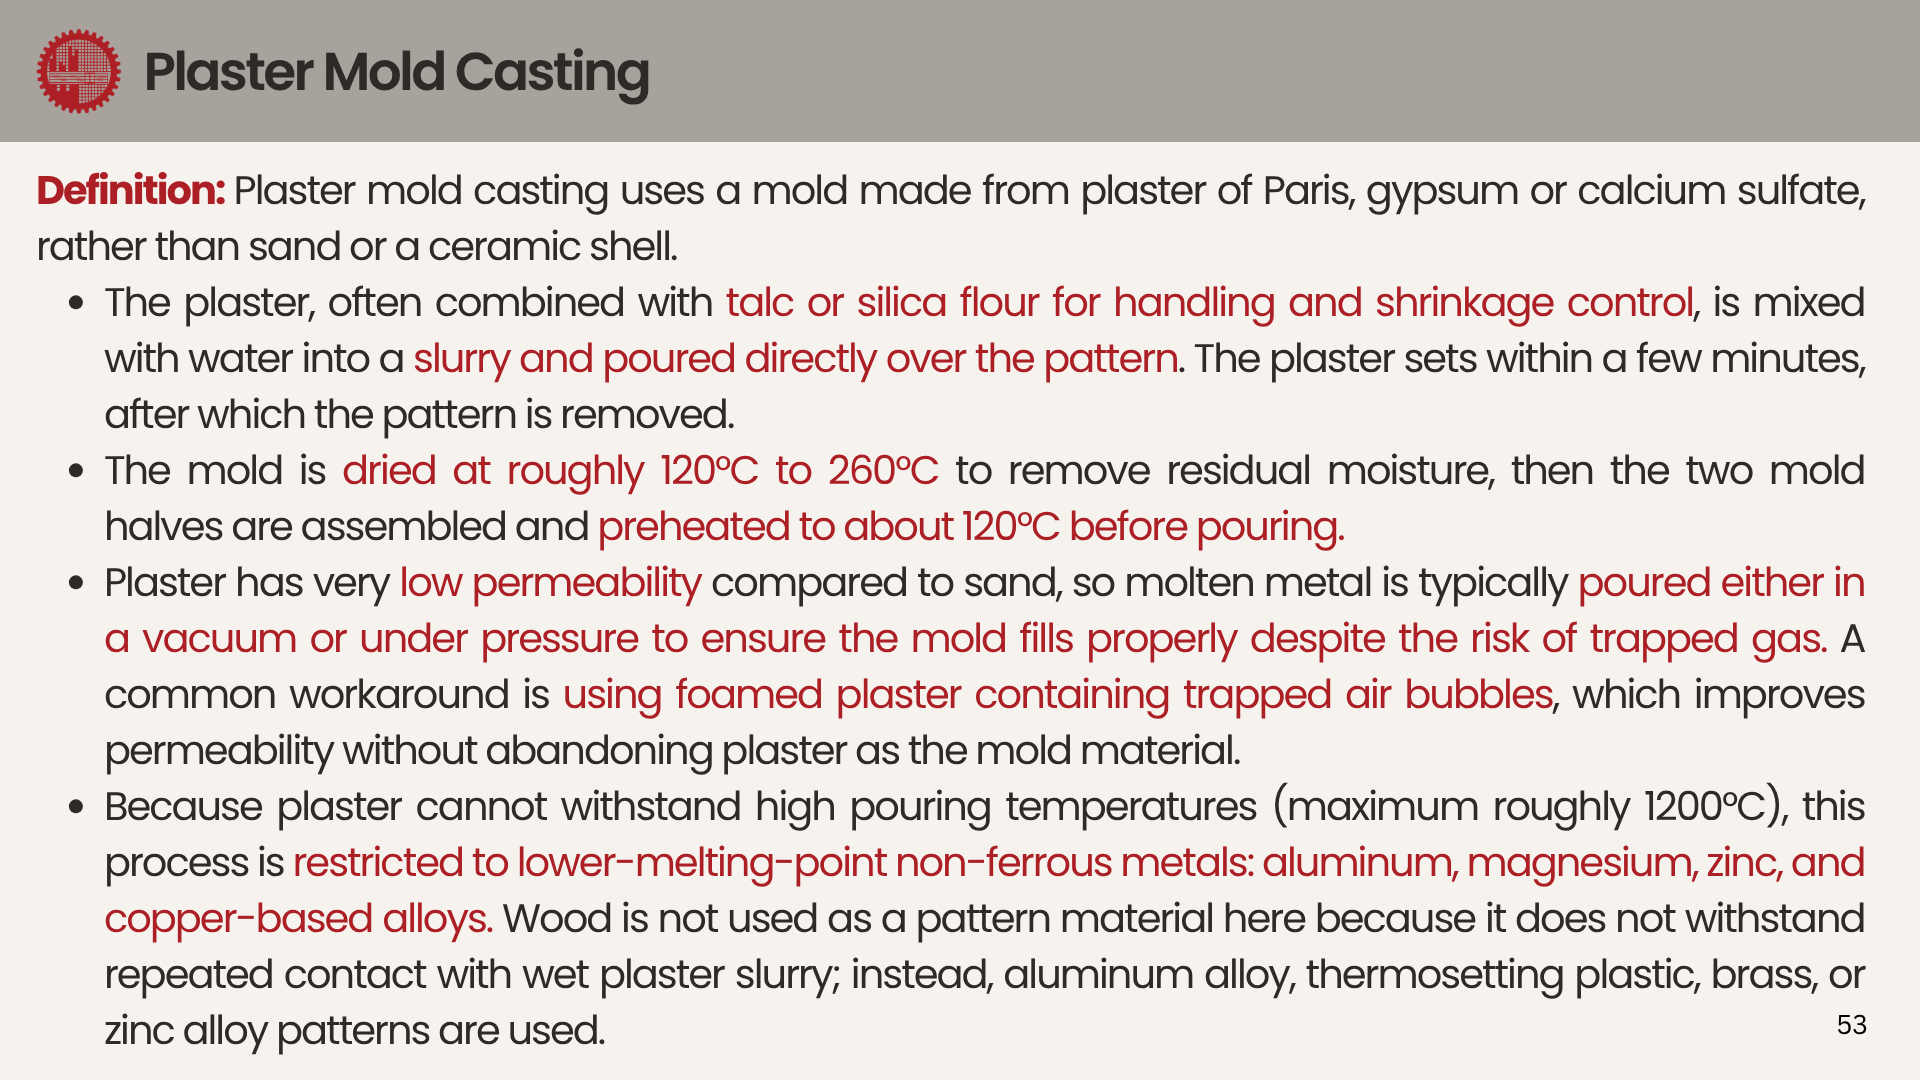 Plaster Mold Casting
Definition: Plaster mold casting uses a mold made from plaster of Paris, gypsum or calcium sulfate,
rather than sand or a ceramic shell.
• The plaster, often combined with talc or silica flour for handling and shrinkage control, is mixed
with water into a slurry and poured directly over the pattern. The plaster sets within a few minutes,
after which the pattern is removed.
• The mold is dried at roughly 120°C to 260°C to remove residual moisture, then the two mold
halves are assembled and preheated to about 120°C before pouring.
• Plaster has very low permeability compared to sand, so molten metal is typically poured either in
a vacuum or under pressure to ensure the mold fills properly despite the risk of trapped gas. A
common workaround is using foamed plaster containing trapped air bubbles, which improves
permeability without abandoning plaster as the mold material.
• Because plaster cannot withstand high pouring temperatures (maximum roughly 1200°C), this
process is restricted to lower-melting-point non-ferrous metals: aluminum, magnesium, zinc, and
copper-based alloys. Wood is not used as a pattern material here because it does not withstand
repeated contact with wet plaster slurry; instead, aluminum alloy, thermosetting plastic, brass, or
zinc alloy patterns are used.
53